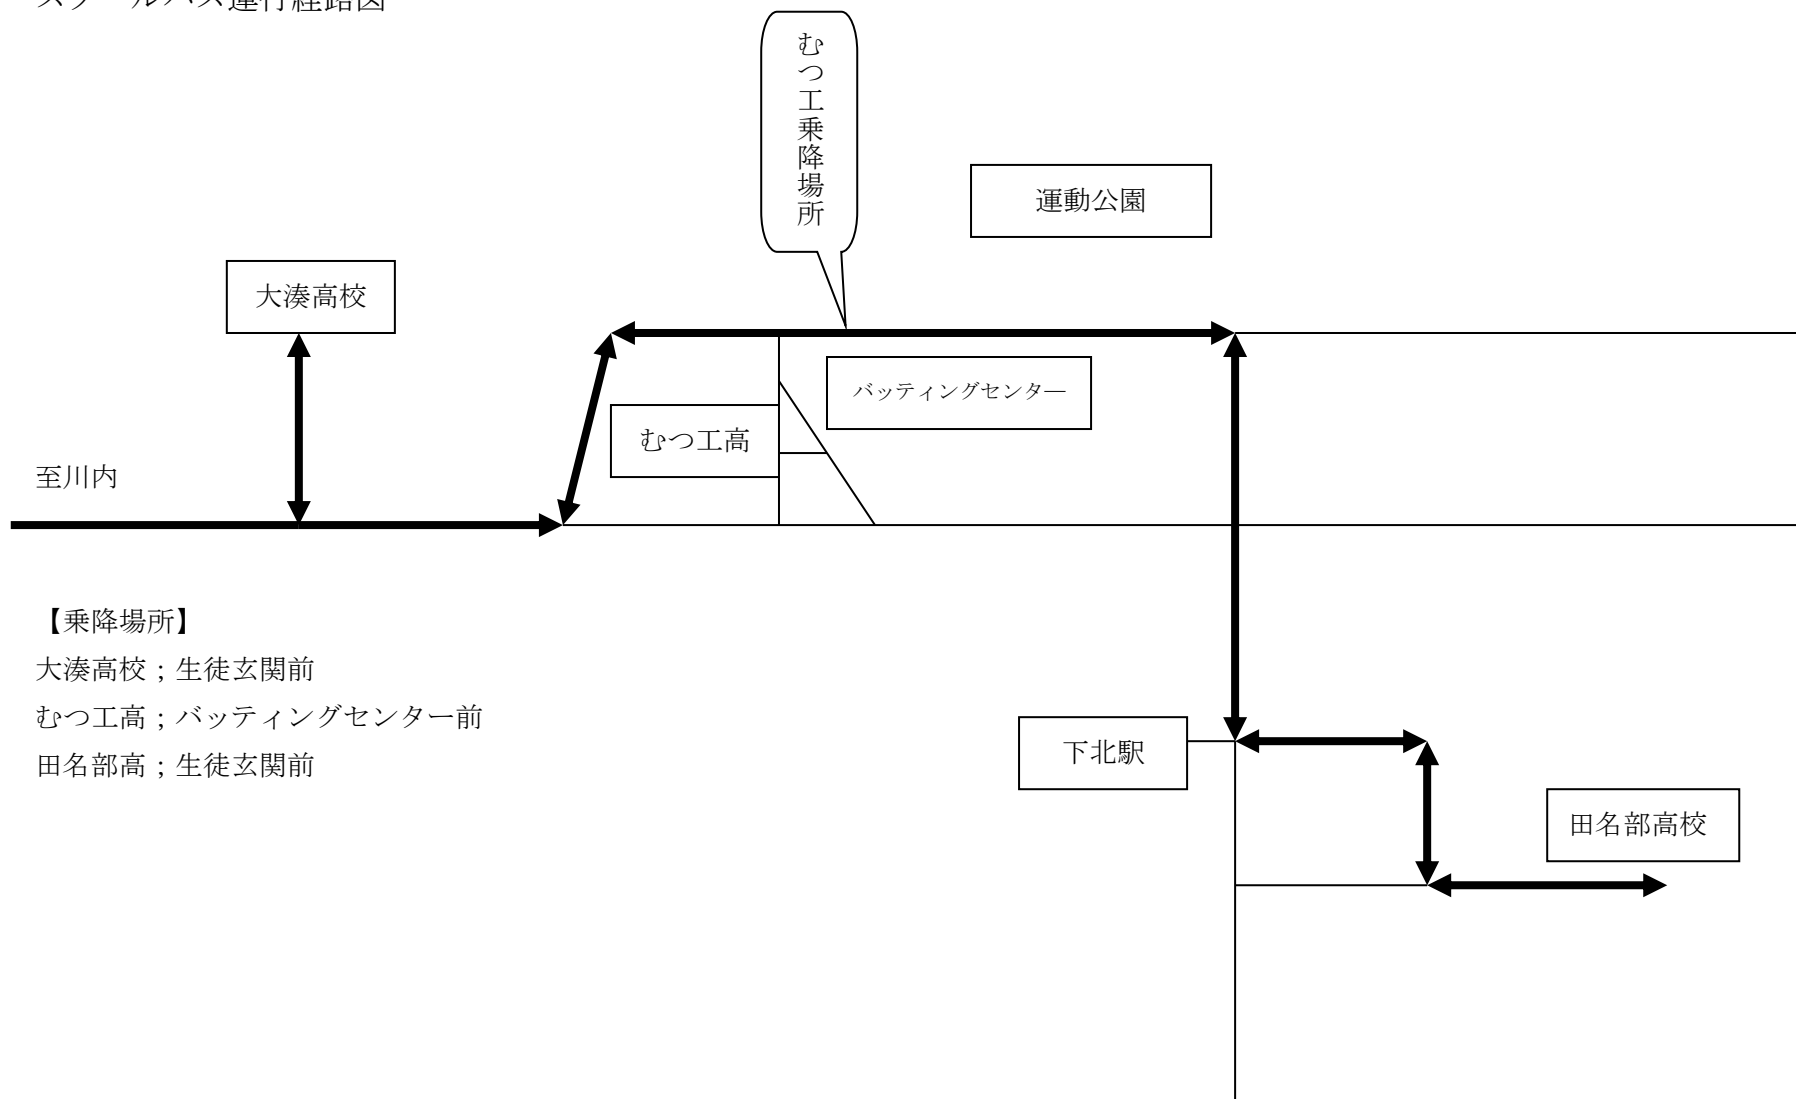 スクールバス運行経路図
むつ工乗降場所
運動公園
大湊高校
バッティングセンター
むつ工高
至川内
【乗降場所】
大湊高校；生徒玄関前
むつ工高；バッティングセンター前
田名部高；生徒玄関前
下北駅
田名部高校